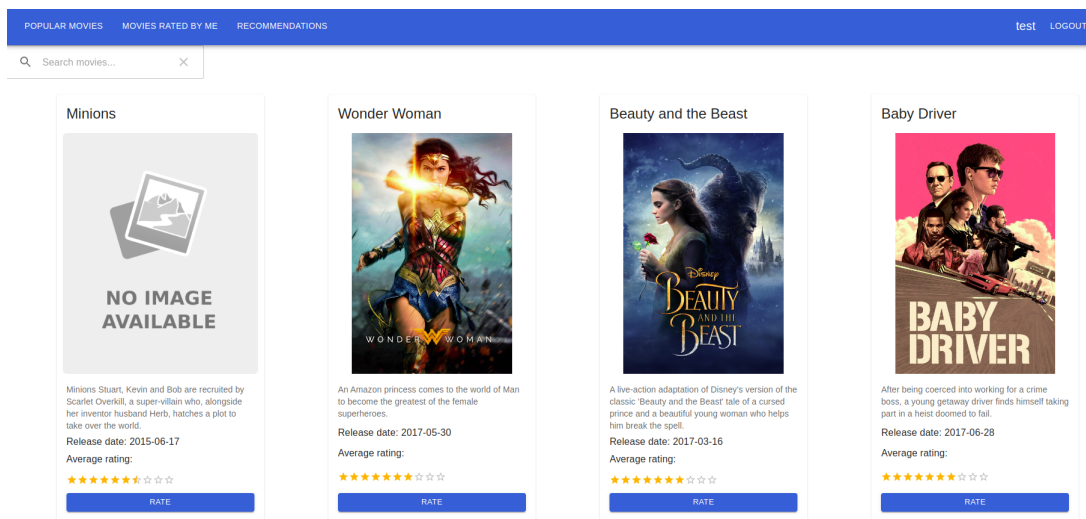 POPULAR MOVIES MOVIES RATED BY ME RECOMMENDATIONS test LOGOUT
Search movies...
Minions
NO IMAGE
AVAILABLE
Minions Stuart, Kevin and Bob are recruited by
Scarlet Overkill, a super-villain who, alongside
her inventor husband Herb, hatches a plot to
take over the world.
Release date: 2015-06-17
Average rating:
RATE
Wonder Woman
WONDER WOMAN
An Amazon princess comes to the world of Man
to become the greatest of the female
superheroes.
Release date: 2017-05-30
Average rating:
RATE
Beauty and the Beast
Disney
BEAUTY
AND THE
BEAST
A live-action adaptation of Disney's version of the
classic 'Beauty and the Beast' tale of a cursed
prince and a beautiful young woman who helps
him break the spell.
Release date: 2017-03-16
Average rating:
RATE
Baby Driver
BABY
DRIVER
After being coerced into working for a crime
boss, a young getaway driver finds himself taking
part in a heist doomed to fail.
Release date: 2017-06-28
Average rating:
RATE